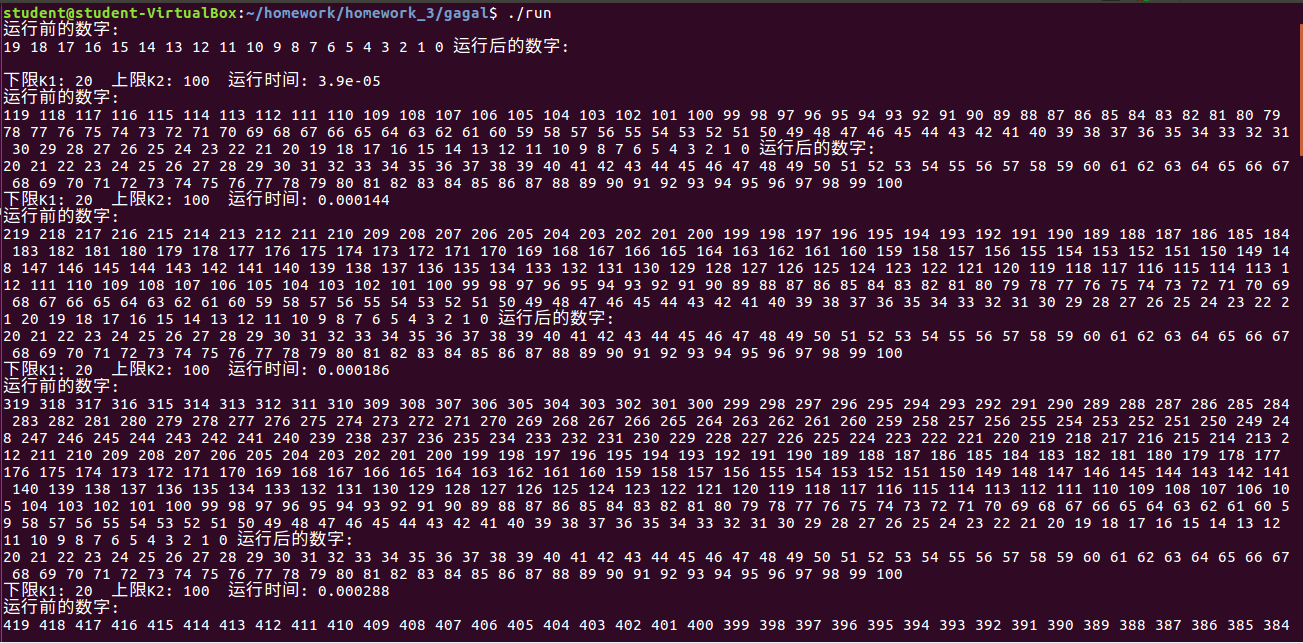 student@student-VirtualBox:~/homework/homework_3/gagal$ ./run
运行前的数字:
19 18 17 16 15 14 13 12 11 10 9 8 7 6 5 4 3 2 1 0 运行后的数字:
下限K1: 20  上限K2: 100  运行时间: 3.9e-05
运行前的数字:
119 118 117 116 115 114 113 112 111 110 109 108 107 106 105 104 103 102 101 100 99 98 97 96 95 94 93 92 91 90 89 88 87 86 85 84 83 82 81 80 79
78 77 76 75 74 73 72 71 70 69 68 67 66 65 64 63 62 61 60 59 58 57 56 55 54 53 52 51 50 49 48 47 46 45 44 43 42 41 40 39 38 37 36 35 34 33 32 31
30 29 28 27 26 25 24 23 22 21 20 19 18 17 16 15 14 13 12 11 10 9 8 7 6 5 4 3 2 1 0 运行后的数字:
20 21 22 23 24 25 26 27 28 29 30 31 32 33 34 35 36 37 38 39 40 41 42 43 44 45 46 47 48 49 50 51 52 53 54 55 56 57 58 59 60 61 62 63 64 65 66 67
68 69 70 71 72 73 74 75 76 77 78 79 80 81 82 83 84 85 86 87 88 89 90 91 92 93 94 95 96 97 98 99 100
下限K1: 20  上限K2: 100  运行时间: 0.000144
运行前的数字:
219 218 217 216 215 214 213 212 211 210 209 208 207 206 205 204 203 202 201 200 199 198 197 196 195 194 193 192 191 190 189 188 187 186 185 184
183 182 181 180 179 178 177 176 175 174 173 172 171 170 169 168 167 166 165 164 163 162 161 160 159 158 157 156 155 154 153 152 151 150 149 14
8 147 146 145 144 143 142 141 140 139 138 137 136 135 134 133 132 131 130 129 128 127 126 125 124 123 122 121 120 119 118 117 116 115 114 113 1
12 111 110 109 108 107 106 105 104 103 102 101 100 99 98 97 96 95 94 93 92 91 90 89 88 87 86 85 84 83 82 81 80 79 78 77 76 75 74 73 72 71 70 69
68 67 66 65 64 63 62 61 60 59 58 57 56 55 54 53 52 51 50 49 48 47 46 45 44 43 42 41 40 39 38 37 36 35 34 33 32 31 30 29 28 27 26 25 24 23 22 2
1 20 19 18 17 16 15 14 13 12 11 10 9 8 7 6 5 4 3 2 1 0 运行后的数字:
20 21 22 23 24 25 26 27 28 29 30 31 32 33 34 35 36 37 38 39 40 41 42 43 44 45 46 47 48 49 50 51 52 53 54 55 56 57 58 59 60 61 62 63 64 65 66 67
68 69 70 71 72 73 74 75 76 77 78 79 80 81 82 83 84 85 86 87 88 89 90 91 92 93 94 95 96 97 98 99 100
下限K1: 20  上限K2: 100  运行时间: 0.000186
运行前的数字:
319 318 317 316 315 314 313 312 311 310 309 308 307 306 305 304 303 302 301 300 299 298 297 296 295 294 293 292 291 290 289 288 287 286 285 284
283 282 281 280 279 278 277 276 275 274 273 272 271 270 269 268 267 266 265 264 263 262 261 260 259 258 257 256 255 254 253 252 251 250 249 24
8 247 246 245 244 243 242 241 240 239 238 237 236 235 234 233 232 231 230 229 228 227 226 225 224 223 222 221 220 219 218 217 216 215 214 213 2
12 211 210 209 208 207 206 205 204 203 202 201 200 199 198 197 196 195 194 193 192 191 190 189 188 187 186 185 184 183 182 181 180 179 178 177
176 175 174 173 172 171 170 169 168 167 166 165 164 163 162 161 160 159 158 157 156 155 154 153 152 151 150 149 148 147 146 145 144 143 142 141
140 139 138 137 136 135 134 133 132 131 130 129 128 127 126 125 124 123 122 121 120 119 118 117 116 115 114 113 112 111 110 109 108 107 106 10
5 104 103 102 101 100 99 98 97 96 95 94 93 92 91 90 89 88 87 86 85 84 83 82 81 80 79 78 77 76 75 74 73 72 71 70 69 68 67 66 65 64 63 62 61 60 5
9 58 57 56 55 54 53 52 51 50 49 48 47 46 45 44 43 42 41 40 39 38 37 36 35 34 33 32 31 30 29 28 27 26 25 24 23 22 21 20 19 18 17 16 15 14 13 12
11 10 9 8 7 6 5 4 3 2 1 0 运行后的数字:
20 21 22 23 24 25 26 27 28 29 30 31 32 33 34 35 36 37 38 39 40 41 42 43 44 45 46 47 48 49 50 51 52 53 54 55 56 57 58 59 60 61 62 63 64 65 66 67
68 69 70 71 72 73 74 75 76 77 78 79 80 81 82 83 84 85 86 87 88 89 90 91 92 93 94 95 96 97 98 99 100
下限K1: 20  上限K2: 100  运行时间: 0.000288
运行前的数字:
419 418 417 416 415 414 413 412 411 410 409 408 407 406 405 404 403 402 401 400 399 398 397 396 395 394 393 392 391 390 389 388 387 386 385 384